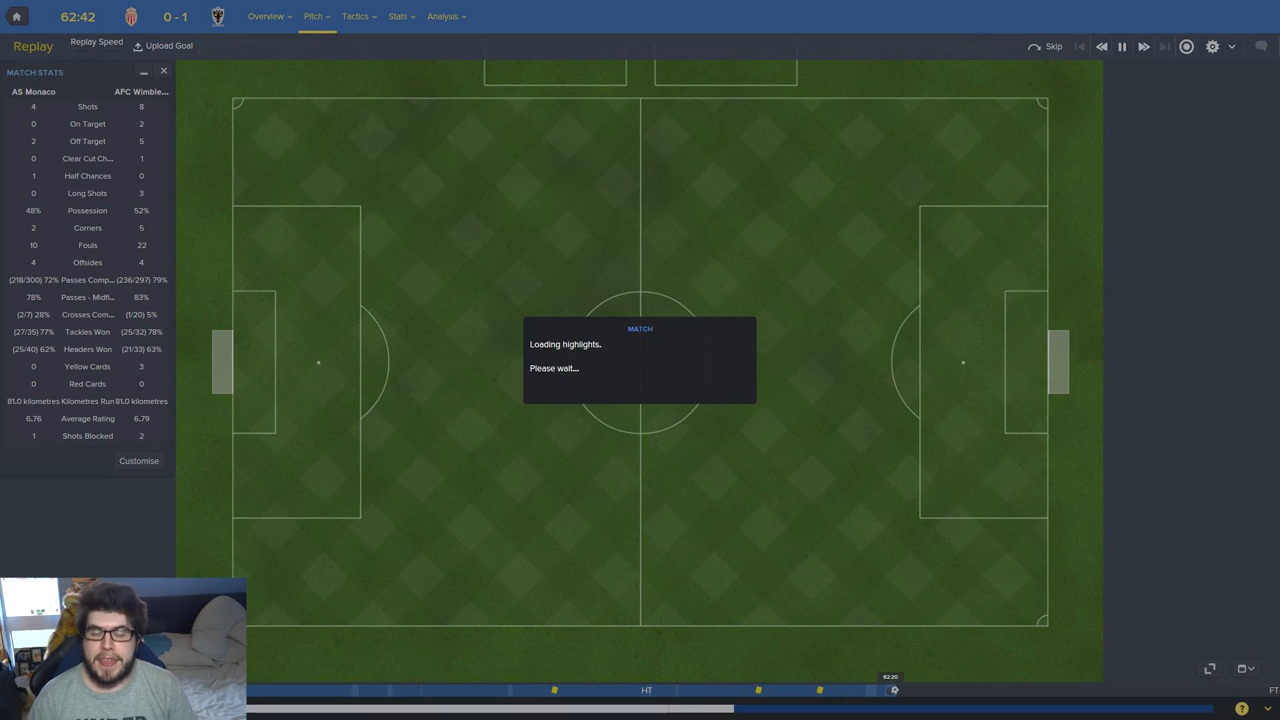 62:42 0 - 1 Overview Pitch Tactics Stats Analysis
Replay Replay Speed Upload Goal Skip
MATCH STATS
AS Monaco AFC Wimble...
4 Shots 8
0 On Target 2
2 Off Target 5
0 Clear Cut Ch... 1
1 Half Chances 0
0 Long Shots 3
48% Possession 52%
2 Corners 5
10 Fouls 22
4 Offsides 4
(218/300) 72% Passes Comp... (236/297) 79%
78% Passes - Midfi... 83%
(2/7) 28% Crosses Com... (1/20) 5%
(27/35) 77% Tackles Won (25/32) 78%
(25/40) 62% Headers Won (21/33) 63%
0 Yellow Cards 3
0 Red Cards 0
81.0 kilometres Kilometres Run 81.0 kilometres
6.76 Average Rating 6.79
1 Shots Blocked 2
Customise
MATCH
Loading highlights.
Please wait...
62:20
HT FT
?